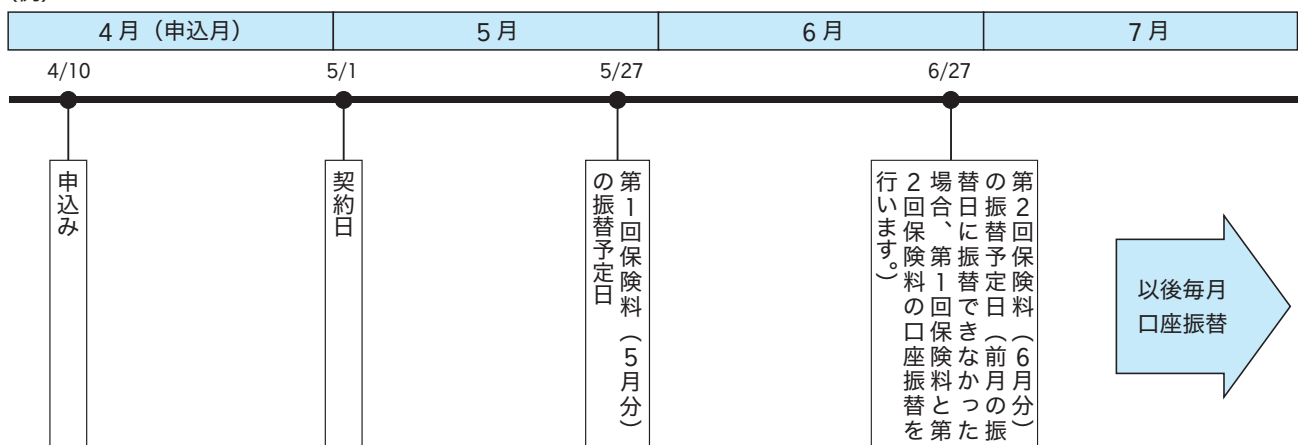 4月（申込月）
5月
6月
7月
4/10
5/1
5/27
6/27
申込み
契約日
第1回保険料（5月分）
の振替予定日
第2回保険料（6月分）
の振替予定日（前月の振
替日に振替できなかった
場合、第1回保険料と第
2回保険料の口座振替を
行います。）
以後毎月
口座振替